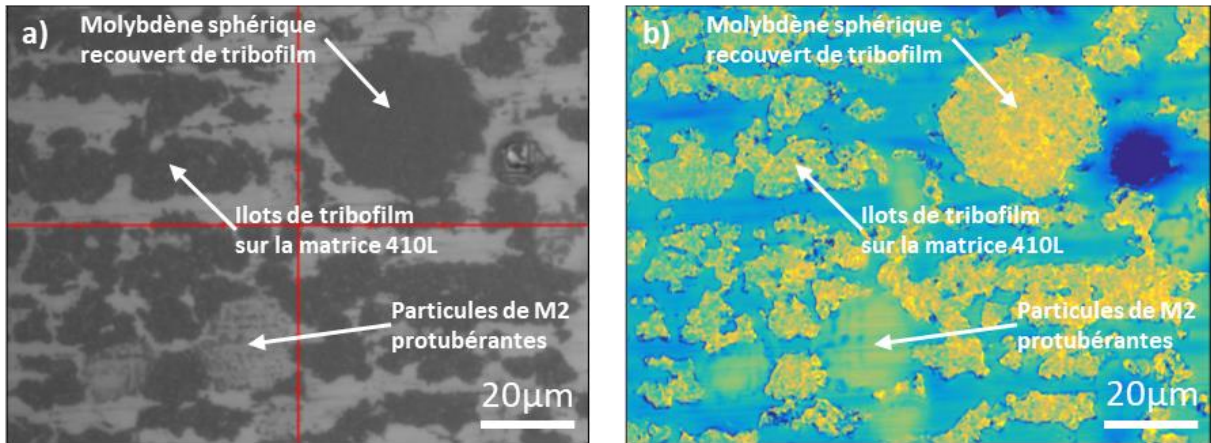 a)
Molybdène sphérique
recouvert de tribofilm
Ilots de tribofilm
sur la matrice 410L
Particules de M2
protubérantes
20µm
b)
Molybdène sphérique
recouvert de tribofilm
Ilots de tribofilm
sur la matrice 410L
Particules de M2
protubérantes
20µm